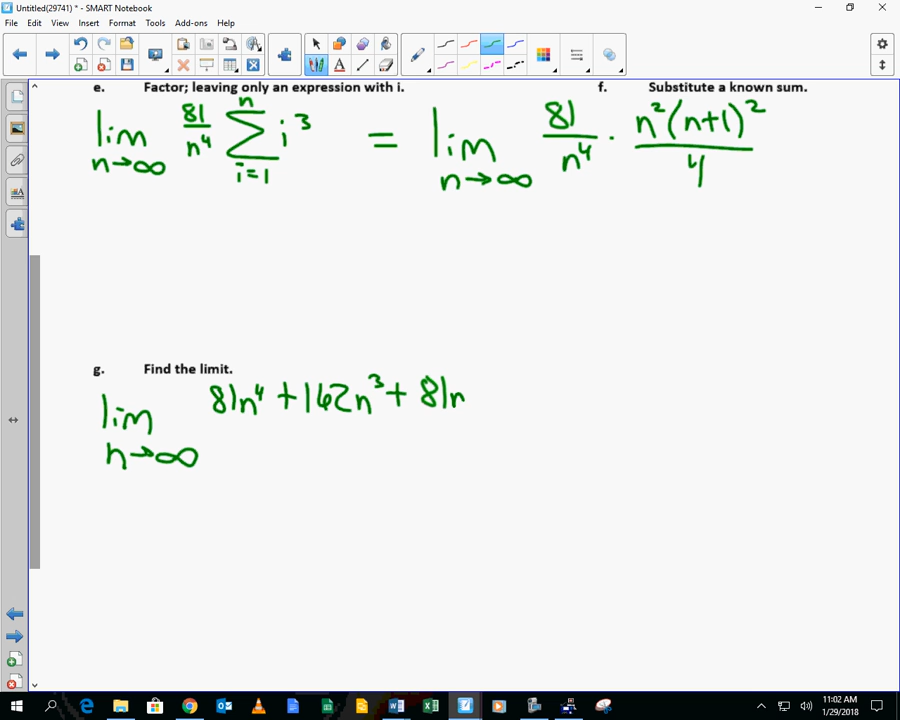 Untitled(29741) * - SMART Notebook
File Edit View Insert Format Tools Add-ons Help
e. Factor; leaving only an expression with i. f. Substitute a known sum.
lim n→∞ 81/n⁴ ∑ n i=1 i³ = lim n→∞ 81/n⁴ · n²(n+1)²/4
g. Find the limit.
lim n→∞ 81n⁴ + 162n³ + 81n
11:02 AM
1/29/2018